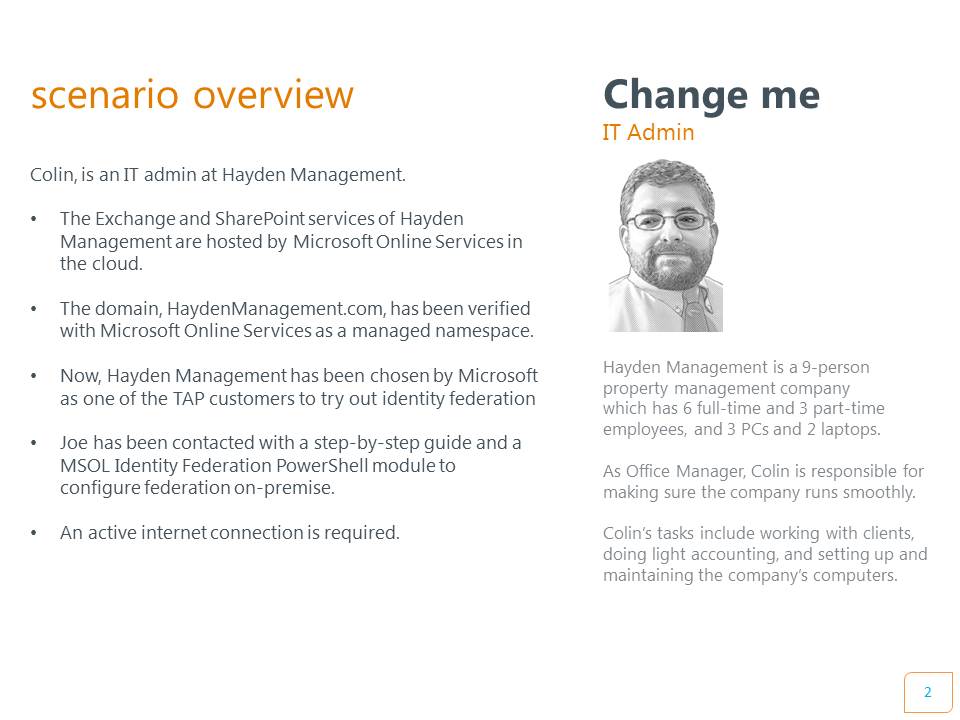 scenario overview
Colin, is an IT admin at Hayden Management.
• The Exchange and SharePoint services of Hayden
Management are hosted by Microsoft Online Services in
the cloud.
• The domain, HaydenManagement.com, has been verified
with Microsoft Online Services as a managed namespace.
• Now, Hayden Management has been chosen by Microsoft
as one of the TAP customers to try out identity federation
• Joe has been contacted with a step-by-step guide and a
MSOL Identity Federation PowerShell module to
configure federation on-premise.
• An active internet connection is required.
Change me
IT Admin
Hayden Management is a 9-person
property management company
which has 6 full-time and 3 part-time
employees, and 3 PCs and 2 laptops.
As Office Manager, Colin is responsible for
making sure the company runs smoothly.
Colin's tasks include working with clients,
doing light accounting, and setting up and
maintaining the company's computers.
2